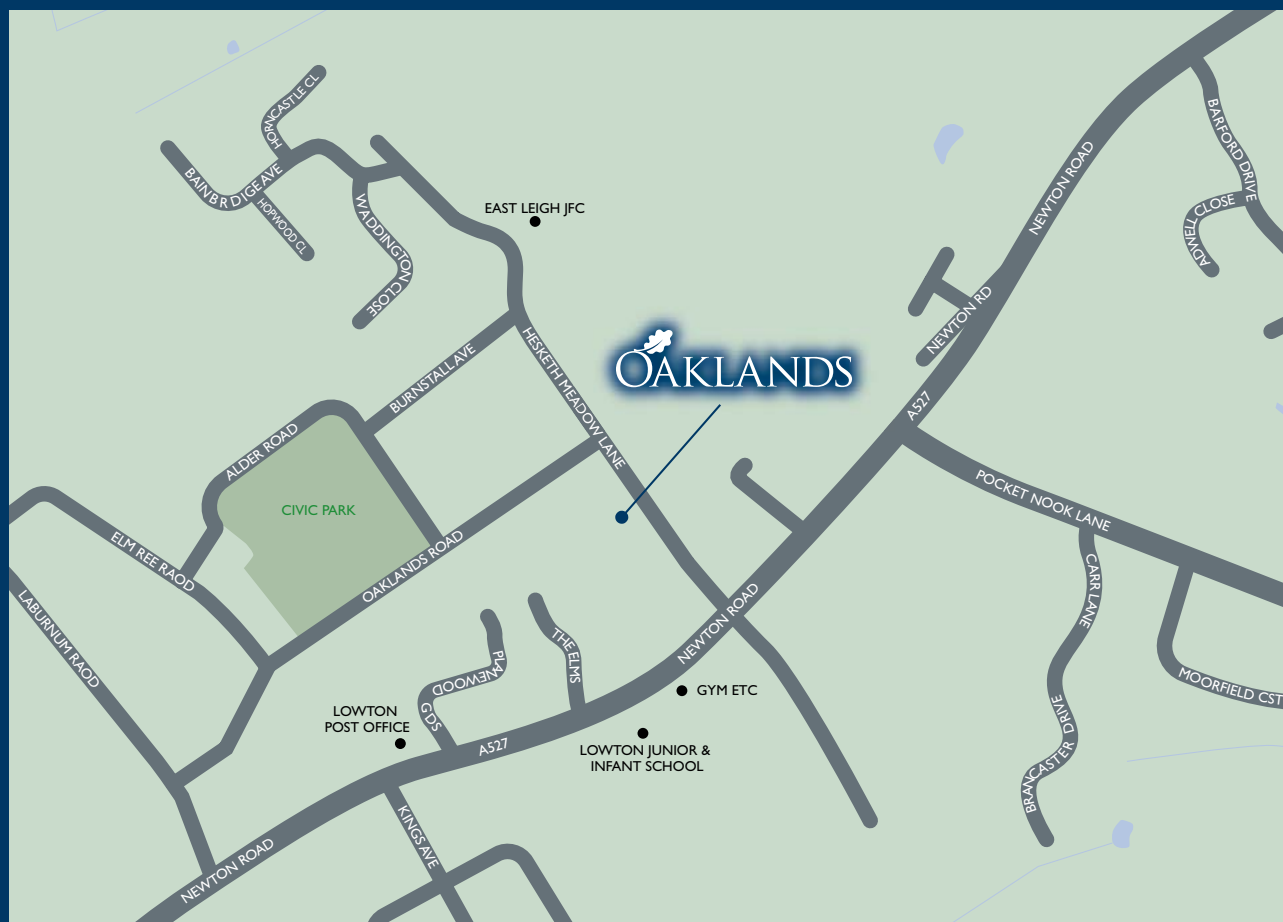 HORNCASTLE CL
BAINBR DIGE AVE
HOPWOOD CL
WADDINGTON
CLOSE
EAST LEIGH JFC
NEWTON ROAD
BARFORD DRIVE
ADWELL CLOSE
NEWTON RD
OAKLANDS
HESKETH MEADOW LANE
BURNSTALL AVE
ALDER ROAD
A527
CIVIC PARK
POCKET NOOK LANE
ELM REE RAOD
OAKLANDS ROAD
CARR LANE
LABURNUM RAOD
NEWTON ROAD
THE ELMS
PLANEWOOD
GDS
MOORFIELD CST
GYM ETC
LOWTON
POST OFFICE
BRANCASTER DRIVE
A527
LOWTON JUNIOR &
INFANT SCHOOL
KINGS AVE
NEWTON ROAD